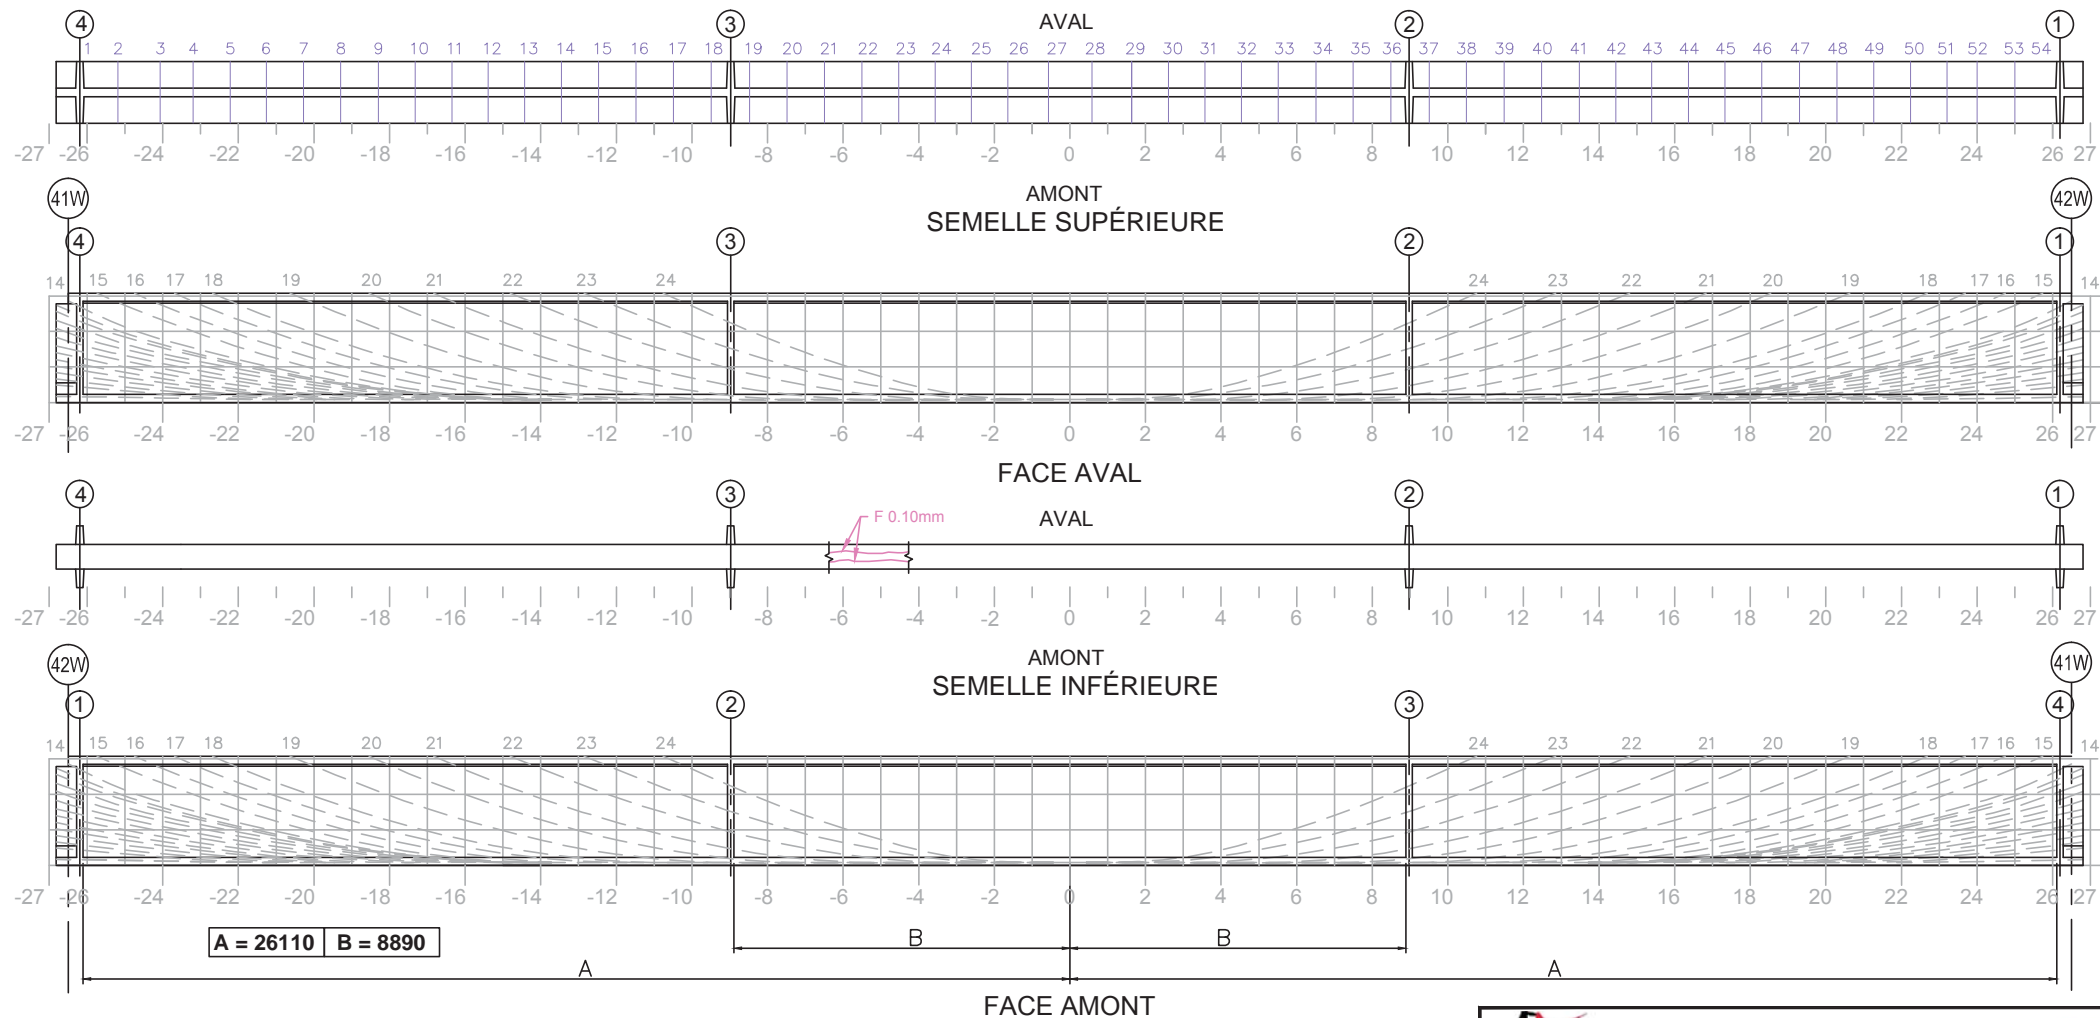 4 3 AVAL 2 1
1 2 3 4 5 6 7 8 9 10 11 12 13 14 15 16 17 18 19 20 21 22 23 24 25 26 27 28 29 30 31 32 33 34 35 36 37 38 39 40 41 42 43 44 45 46 47 48 49 50 51 52 53 54
-27 -26 -24 -22 -20 -18 -16 -14 -12 -10 -8 -6 -4 -2 0 2 4 6 8 10 12 14 16 18 20 22 24 26 27
41W AMONT 42W
SEMELLE SUPÉRIEURE
4 3 2 1
14 15 16 17 18 19 20 21 22 23 24 24 23 22 21 20 19 18 17 16 15 14
-27 -26 -24 -22 -20 -18 -16 -14 -12 -10 -8 -6 -4 -2 0 2 4 6 8 10 12 14 16 18 20 22 24 26 27
FACE AVAL
4 3 2 1
F 0.10mm AVAL
-27 -26 -24 -22 -20 -18 -16 -14 -12 -10 -8 -6 -4 -2 0 2 4 6 8 10 12 14 16 18 20 22 24 26 27
42W AMONT 41W
SEMELLE INFÉRIEURE
1 2 3 4
14 15 16 17 18 19 20 21 22 23 24 24 23 22 21 20 19 18 17 16 15 14
-27 -26 -24 -22 -20 -18 -16 -14 -12 -10 -8 -6 -4 -2 0 2 4 6 8 10 12 14 16 18 20 22 24 26 27
A = 26110 B = 8890 B B
A A
FACE AMONT